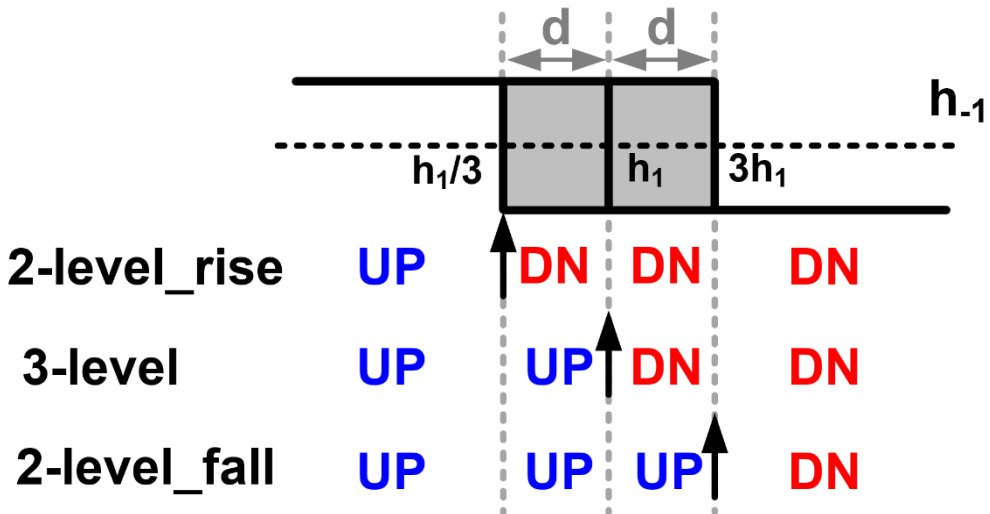 d d
h₋₁
h₁/3 h₁ 3h₁
2-level_rise UP DN DN DN
3-level UP UP DN DN
2-level_fall UP UP UP DN